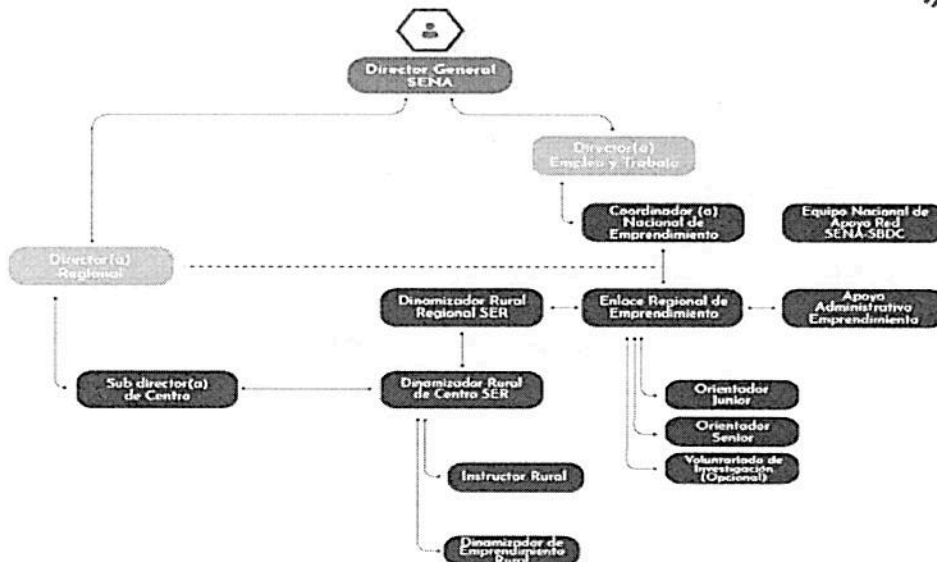 Director General
SENA
Director(a)
Empleo y Trabajo
Coordinador (a)
Nacional de
Emprendimiento
Equipo Nacional de
Apoyo Red
SENA-SBDC
Director(a)
Regional
Dinamizador Rural
Regional SER
Enlace Regional de
Emprendimiento
Apoyo
Administrativo
Emprendimiento
Sub director(a)
de Centro
Dinamizador Rural
de Centro SER
Orientador
Junior
Orientador
Senior
Voluntariado de
Investigación
(Opcional)
Instructor Rural
Dinamizador de
Emprendimiento
Rural